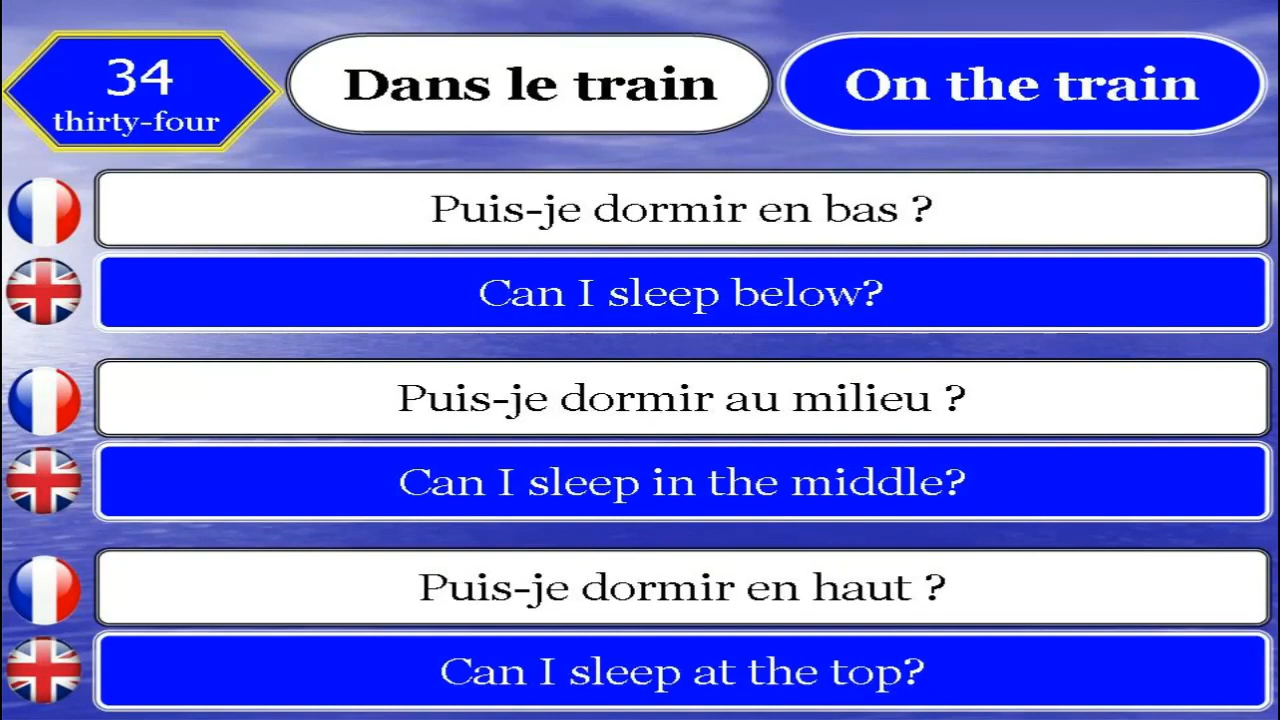 34
thirty-four
Dans le train
On the train
Puis-je dormir en bas ?
Can I sleep below?
Puis-je dormir au milieu ?
Can I sleep in the middle?
Puis-je dormir en haut ?
Can I sleep at the top?